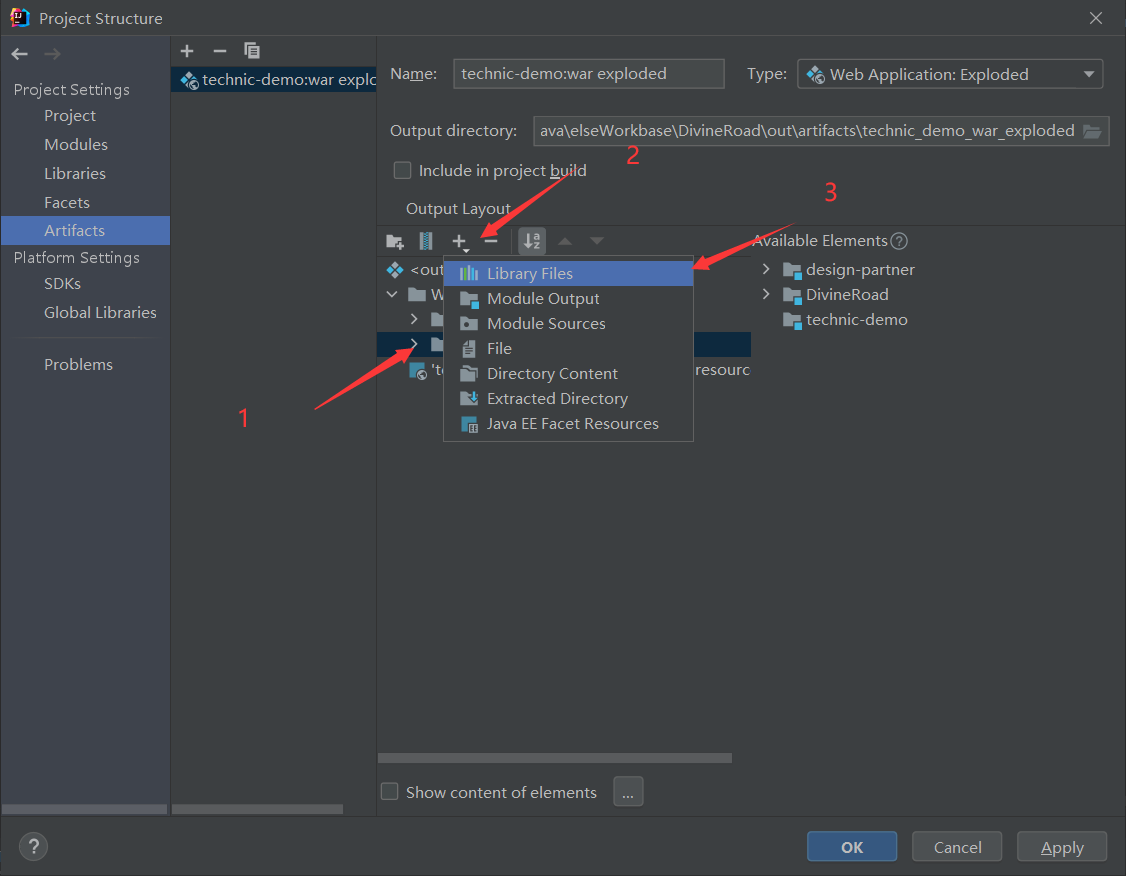 Project Structure
Project Settings
Project
Modules
Libraries
Facets
Artifacts
Platform Settings
SDKs
Global Libraries
Problems
technic-demo:war explo
Name: technic-demo:war exploded Type: Web Application: Exploded
Output directory: ava\elseWorkbase\DivineRoad\out\artifacts\technic_demo_war_exploded
2
Include in project build
3
Output Layout
Available Elements
<out
Library Files
design-partner
W
Module Output
DivineRoad
Module Sources
technic-demo
File
'te
Directory Content
resourc
Extracted Directory
1
Java EE Facet Resources
Show content of elements ...
? OK Cancel Apply